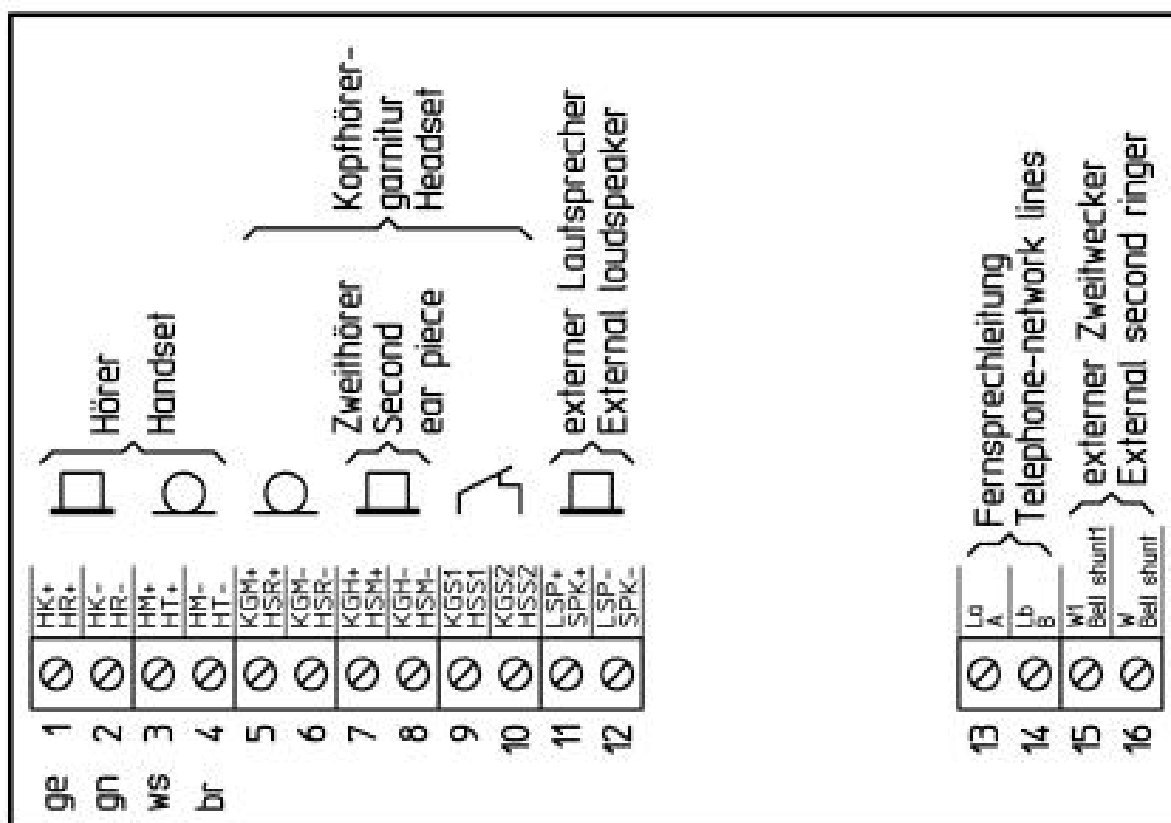 ge 1 HK+ HR+
gn 2 HK- HR-
ws 3 HM+ HT+
br 4 HM- HT-
5 KGM+ HSR+
6 KGM- HSR-
7 KGH+ HSM+
8 KGH- HSM-
9 KGS1 HSS1
10 KGS2 HSS2
11 LSP+ SPK+
12 LSP- SPK-
Hörer
Handset
Zweithörer
Second
ear piece
Kopfhörer-
garnitur
Headset
externer Lautsprecher
External loudspeaker
13 La A
14 Lb B
15 W1 Bell shunt1
16 W Bell shunt
Fernsprechleitung
Telephone-network lines
externer Zweitwecker
External second ringer